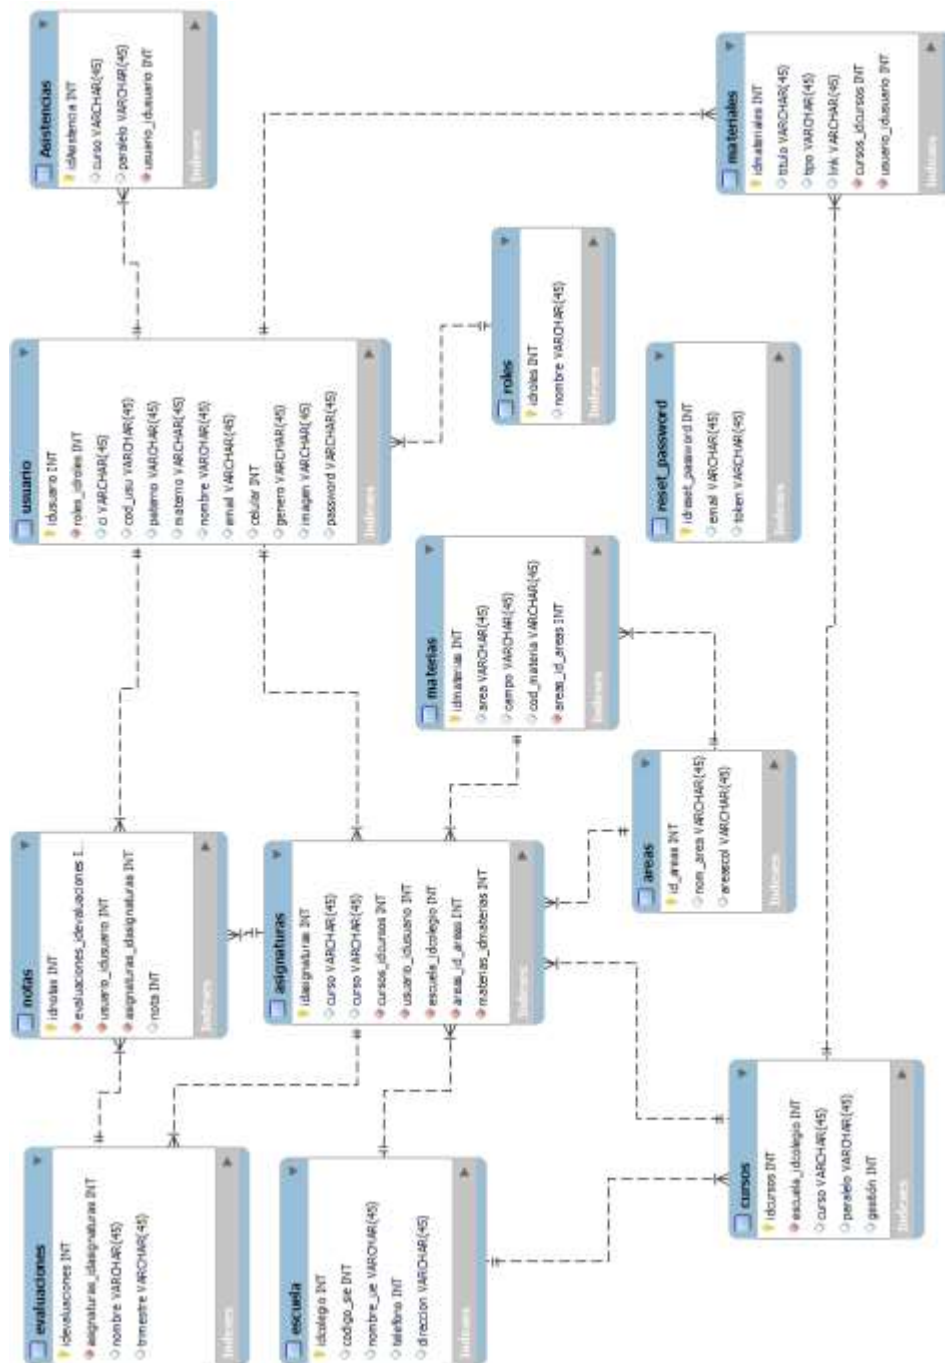 Asistencias
idAsistencia INT
curso VARCHAR(45)
paralelo VARCHAR(45)
usuario_idusuario INT
Indexes
materiales
idmateriales INT
titulo VARCHAR(45)
tipo VARCHAR(45)
link VARCHAR(45)
cursos_idcursos INT
usuario_idusuario INT
Indexes
usuario
idusuario INT
roles_idroles INT
ci VARCHAR(45)
cod_usu VARCHAR(45)
paterno VARCHAR(45)
materno VARCHAR(45)
nombre VARCHAR(45)
email VARCHAR(45)
celular INT
genero VARCHAR(45)
imagen VARCHAR(45)
password VARCHAR(45)
Indexes
roles
idroles INT
nombre VARCHAR(45)
Indexes
reset_password
idreset_password INT
email VARCHAR(45)
token VARCHAR(45)
Indexes
materias
idmaterias INT
area VARCHAR(45)
campo VARCHAR(45)
cod_materia VARCHAR(45)
areas_id_areas INT
Indexes
notas
idnotas INT
evaluaciones_idevaluaciones I...
usuario_idusuario INT
asignaturas_idasignaturas INT
nota INT
Indexes
asignaturas
idasignaturas INT
curso VARCHAR(45)
curso VARCHAR(45)
cursos_idcursos INT
usuario_idusuario INT
escuela_idcolegio INT
areas_id_areas INT
materias_idmaterias INT
Indexes
areas
id_areas INT
nom_area VARCHAR(45)
areascol VARCHAR(45)
Indexes
evaluaciones
idevaluaciones INT
asignaturas_idasignaturas INT
nombre VARCHAR(45)
trimestre VARCHAR(45)
Indexes
escuela
idcolegio INT
codigo_sie INT
nombre_ue VARCHAR(45)
telefono INT
direccion VARCHAR(45)
Indexes
cursos
idcursos INT
escuela_idcolegio INT
curso VARCHAR(45)
paralelo VARCHAR(45)
gestión INT
Indexes